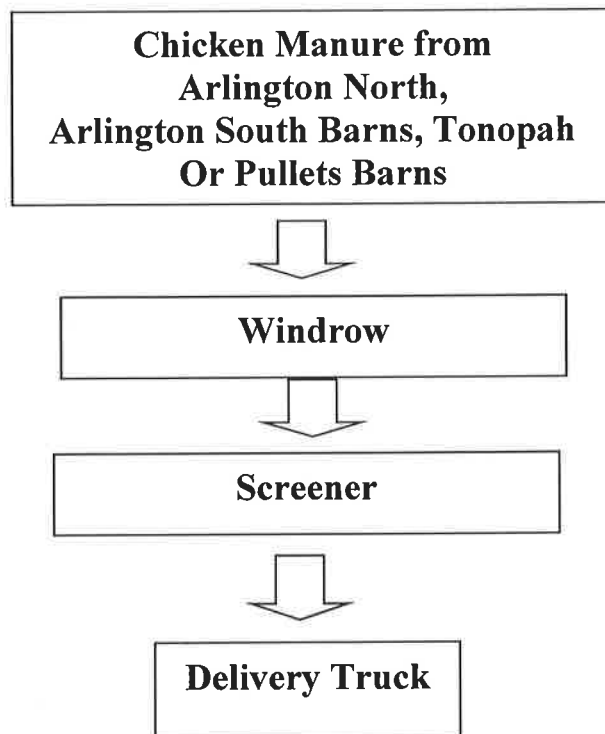 Chicken Manure from
Arlington North,
Arlington South Barns, Tonopah
Or Pullets Barns
Windrow
Screener
Delivery Truck